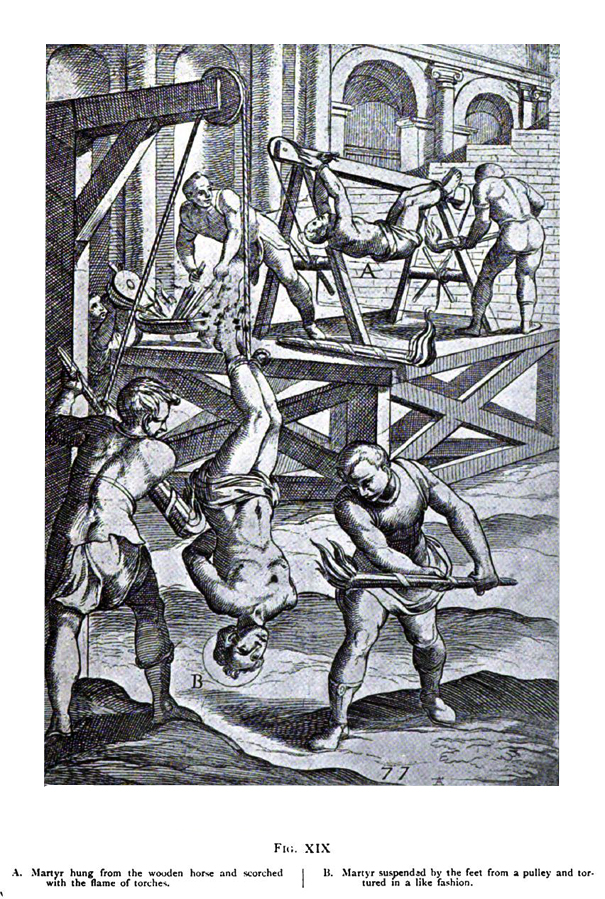 A
B
77
FIG. XIX
A. Martyr hung from the wooden horse and scorched
with the flame of torches.
B. Martyr suspended by the feet from a pulley and tor-
tured in a like fashion.